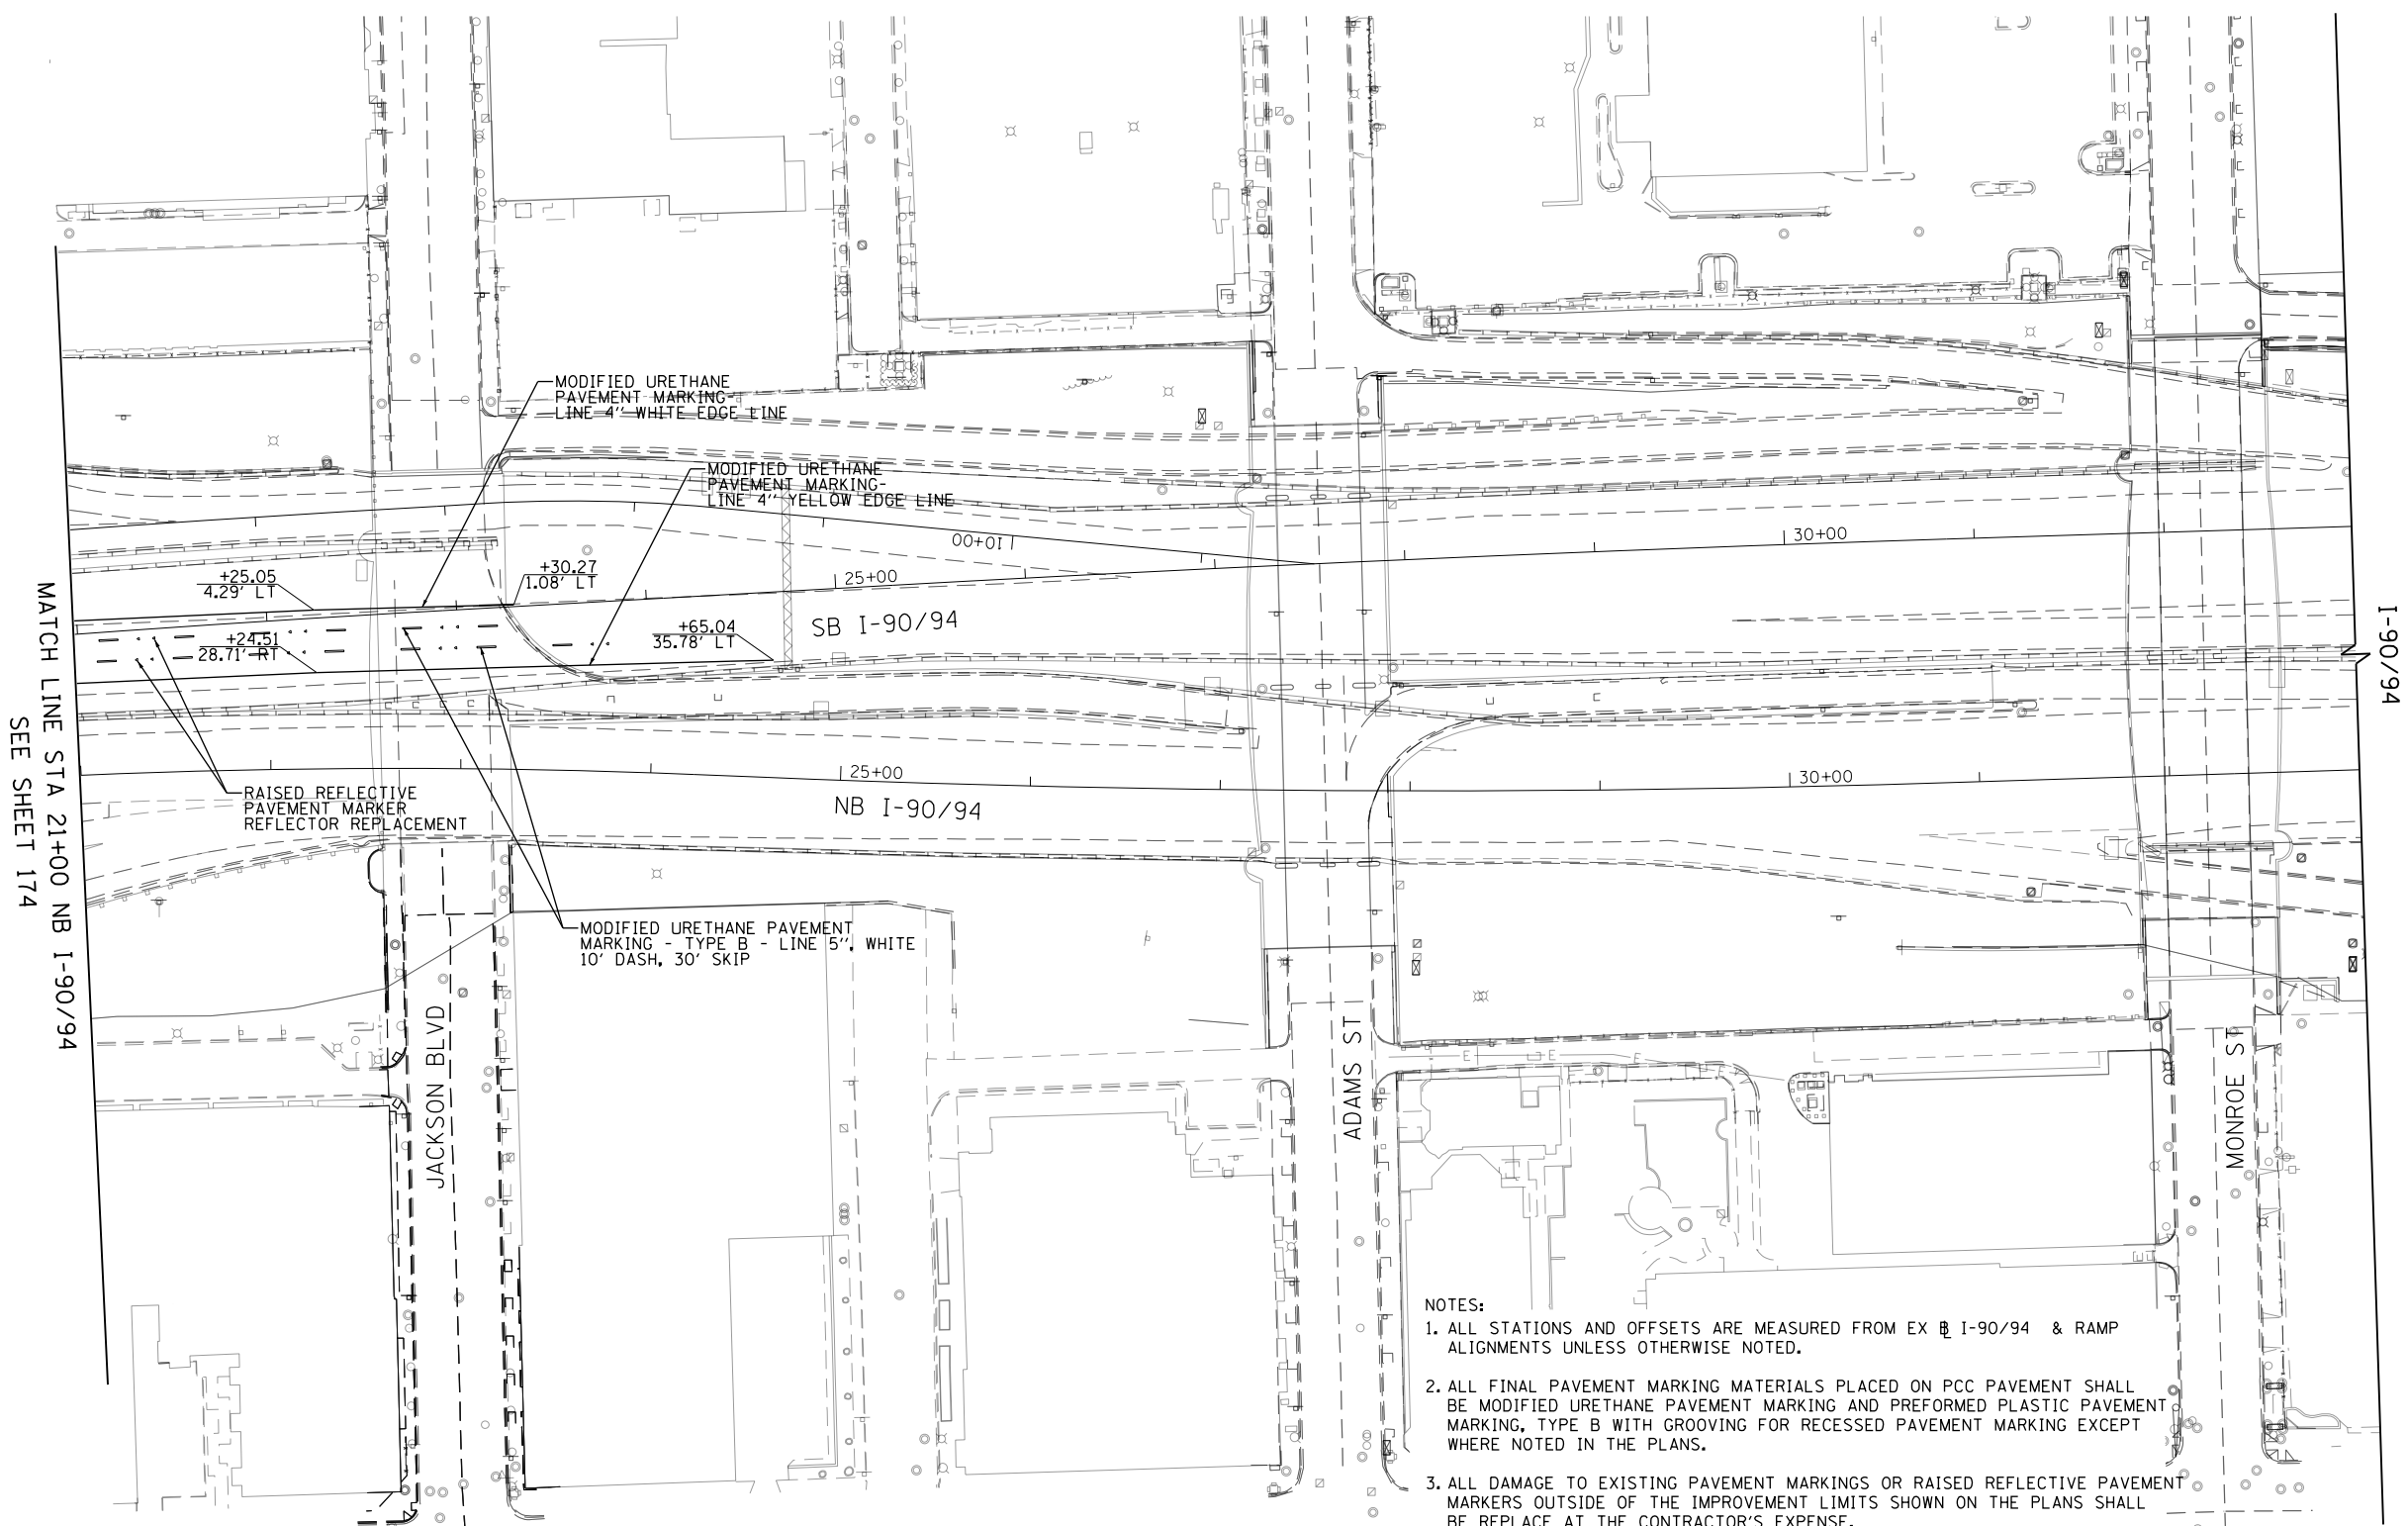 MODIFIED URETHANE
PAVEMENT MARKING-
LINE 4" WHITE EDGE LINE
MODIFIED URETHANE
PAVEMENT MARKING-
LINE 4" YELLOW EDGE LINE
10+00
30+00
+25.05
4.29' LT
+30.27
1.08' LT
25+00
SB I-90/94
+24.51
28.71' RT
+65.04
35.78' LT
I-90/94
MATCH LINE STA 21+00 NB I-90/94
SEE SHEET 174
25+00
30+00
NB I-90/94
RAISED REFLECTIVE
PAVEMENT MARKER
REFLECTOR REPLACEMENT
MODIFIED URETHANE PAVEMENT
MARKING - TYPE B - LINE 5", WHITE
10' DASH, 30' SKIP
JACKSON BLVD
ADAMS ST
MONROE ST
E E E
NOTES:
1. ALL STATIONS AND OFFSETS ARE MEASURED FROM EX BL I-90/94 & RAMP
ALIGNMENTS UNLESS OTHERWISE NOTED.
2. ALL FINAL PAVEMENT MARKING MATERIALS PLACED ON PCC PAVEMENT SHALL
BE MODIFIED URETHANE PAVEMENT MARKING AND PREFORMED PLASTIC PAVEMENT
MARKING, TYPE B WITH GROOVING FOR RECESSED PAVEMENT MARKING EXCEPT
WHERE NOTED IN THE PLANS.
3. ALL DAMAGE TO EXISTING PAVEMENT MARKINGS OR RAISED REFLECTIVE PAVEMENT
MARKERS OUTSIDE OF THE IMPROVEMENT LIMITS SHOWN ON THE PLANS SHALL
BE REPLACE AT THE CONTRACTOR'S EXPENSE.